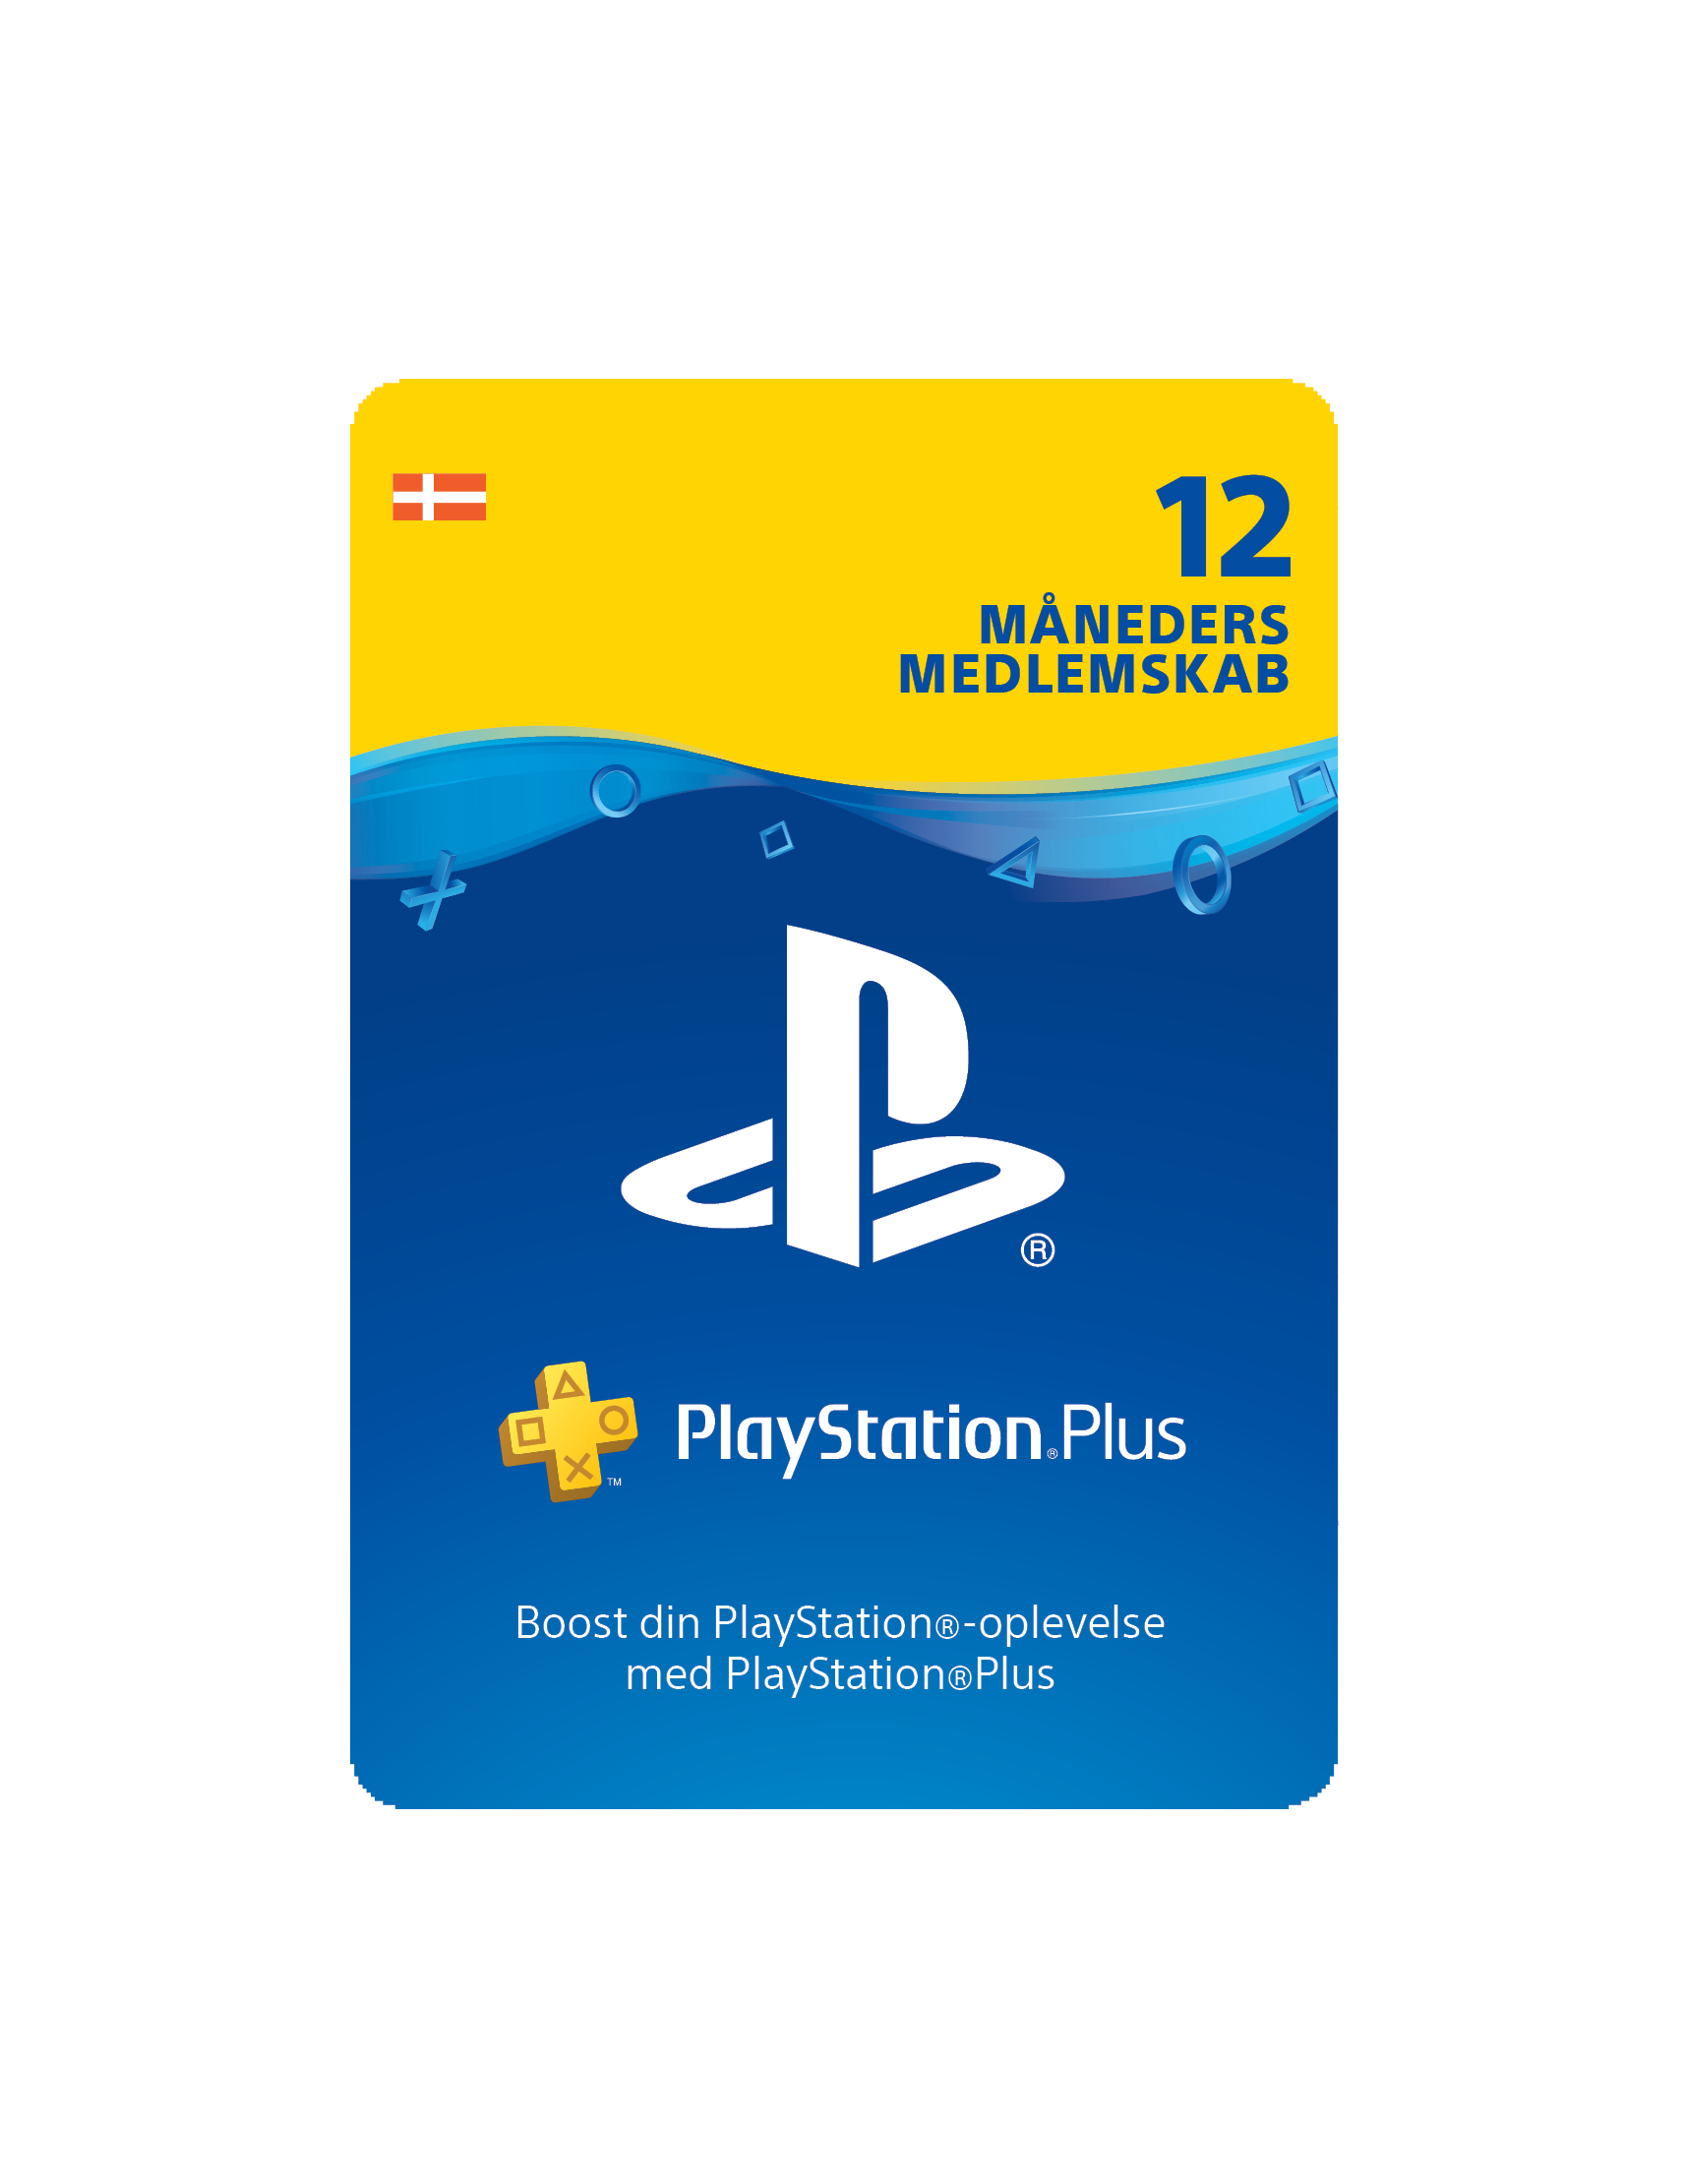 12
MÅNEDERS
MEDLEMSKAB
®
PlayStation®Plus
™
Boost din PlayStation®-oplevelse
med PlayStation®Plus